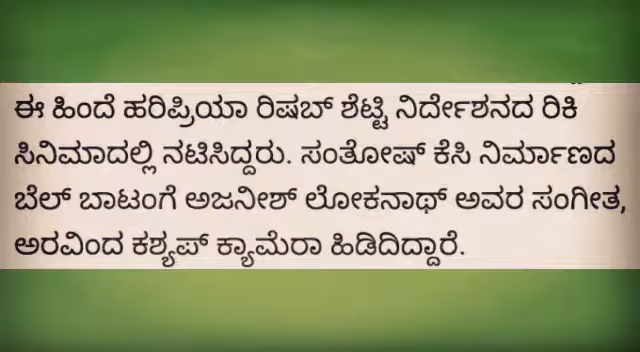 ಈ ಹಿಂದೆ ಹರಿಪ್ರಿಯಾ ರಿಷಬ್ ಶೆಟ್ಟಿ ನಿರ್ದೇಶನದ ರಿಕಿ
ಸಿನಿಮಾದಲ್ಲಿ ನಟಿಸಿದ್ದರು. ಸಂತೋಷ್ ಕೆಸಿ ನಿರ್ಮಾಣದ
ಬೆಲ್ ಬಾಟಂಗೆ ಅಜನೀಶ್ ಲೋಕನಾಥ್ ಅವರ ಸಂಗೀತ,
ಅರವಿಂದ ಕಶ್ಯಪ್ ಕ್ಯಾಮೆರಾ ಹಿಡಿದಿದ್ದಾರೆ.